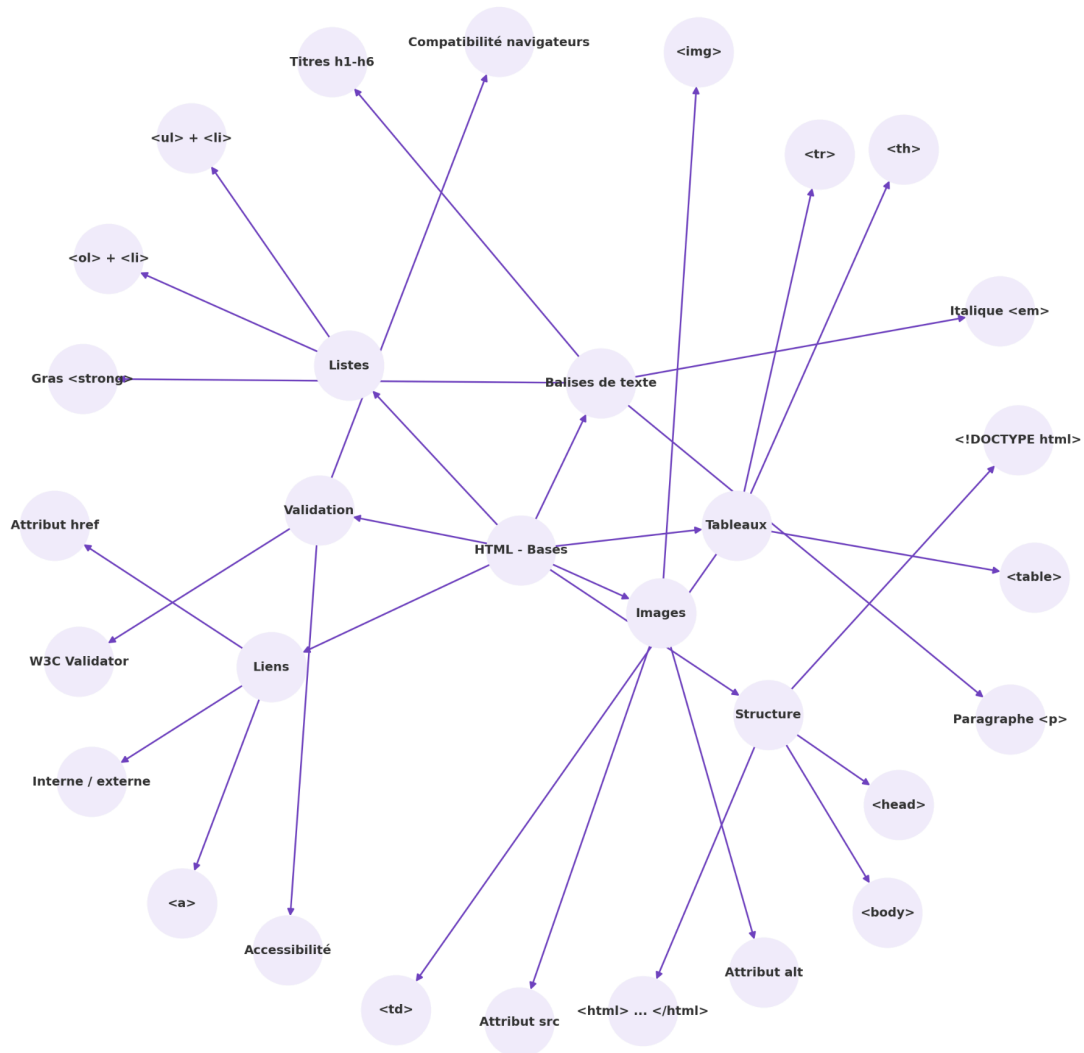 Compatibilité navigateurs
<img>
Titres h1-h6
<ul> + <li>
<tr>
<th>
<ol> + <li>
Italique <em>
Listes
Gras <strong>
Balises de texte
<!DOCTYPE html>
Validation
Attribut href
Tableaux
HTML - Bases
<table>
Images
W3C Validator
Liens
Structure
Paragraphe <p>
Interne / externe
<head>
<a>
<body>
Accessibilité
Attribut alt
<td>
<html> ... </html>
Attribut src